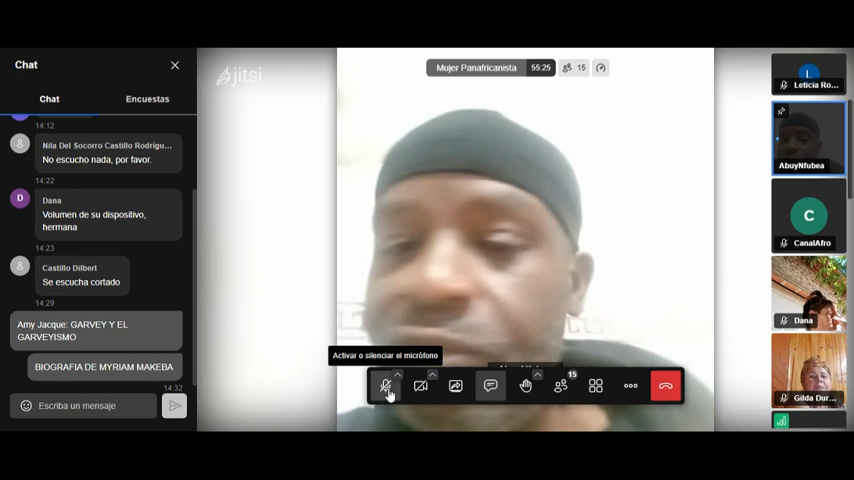 Chat
Chat
Encuestas
14:12
Nila Del Socorro Castillo Rodrígu...
No escucho nada, por favor.
14:22
D
Dana
Volumen de su dispositivo,
hermana
14:23
Castillo Dilbert
Se escucha cortado
14:29
Amy Jacque: GARVEY Y EL
GARVEYISMO
BIOGRAFIA DE MYRIAM MAKEBA
14:32
Escriba un mensaje
jitsi
Mujer Panafricanista
55:25
15
Activar o silenciar el micrófono
15
L
Leticia Ro...
AbuyNfubea
C
CanalAfro
Dana
Gilda Dur...